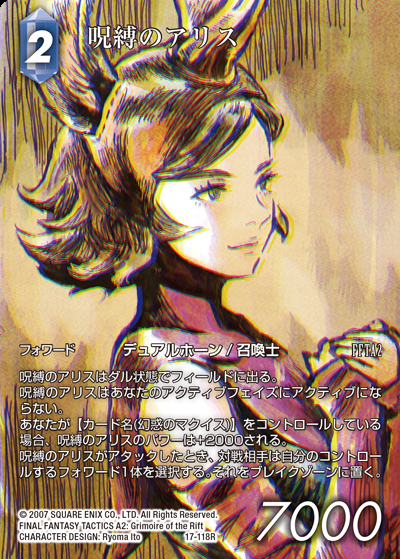 2
呪縛のアリス
フォワード デュアルホーン / 召喚士 FFTA2
呪縛のアリスはダル状態でフィールドに出る。
呪縛のアリスはあなたのアクティブフェイズにアクティブにな
らない。
あなたが【カード名(幻惑のマクイス)】をコントロールしている
場合、呪縛のアリスのパワーは+2000される。
呪縛のアリスがアタックしたとき、対戦相手は自分のコントロー
ルするフォワード1体を選択する。それをブレイクゾーンに置く。
© 2007 SQUARE ENIX CO., LTD. All Rights Reserved.
FINAL FANTASY TACTICS A2: Grimoire of the Rift
CHARACTER DESIGN: Ryoma Ito 17-118R
7000